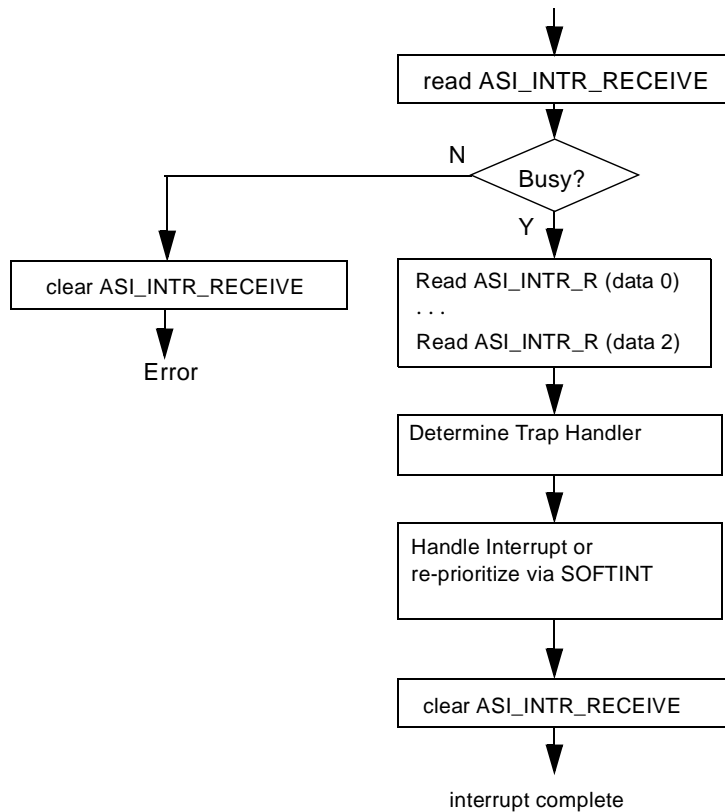 read ASI_INTR_RECEIVE
N
Busy?
Y
clear ASI_INTR_RECEIVE
Error
Read ASI_INTR_R (data 0)
. . .
Read ASI_INTR_R (data 2)
Determine Trap Handler
Handle Interrupt or
re-prioritize via SOFTINT
clear ASI_INTR_RECEIVE
interrupt complete